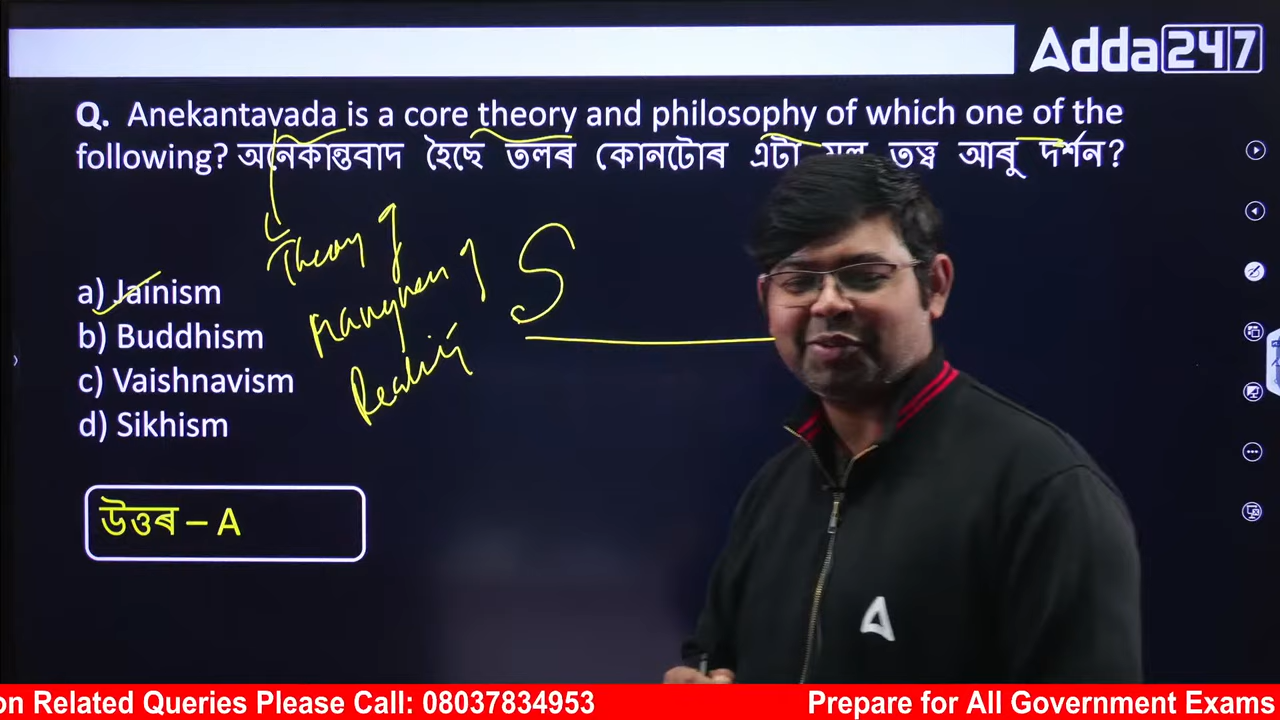 Adda247
Q. Anekantavada is a core theory and philosophy of which one of the
following? অনেকান্তবাদ হৈছে তলৰ কোনটোৰ এটা মূল তত্ত্ব আৰু দৰ্শন?
Theory of
Manyness of
Reality
S
a) Jainism
b) Buddhism
c) Vaishnavism
d) Sikhism
উত্তৰ – A
on Related Queries Please Call: 08037834953
Prepare for All Government Exams